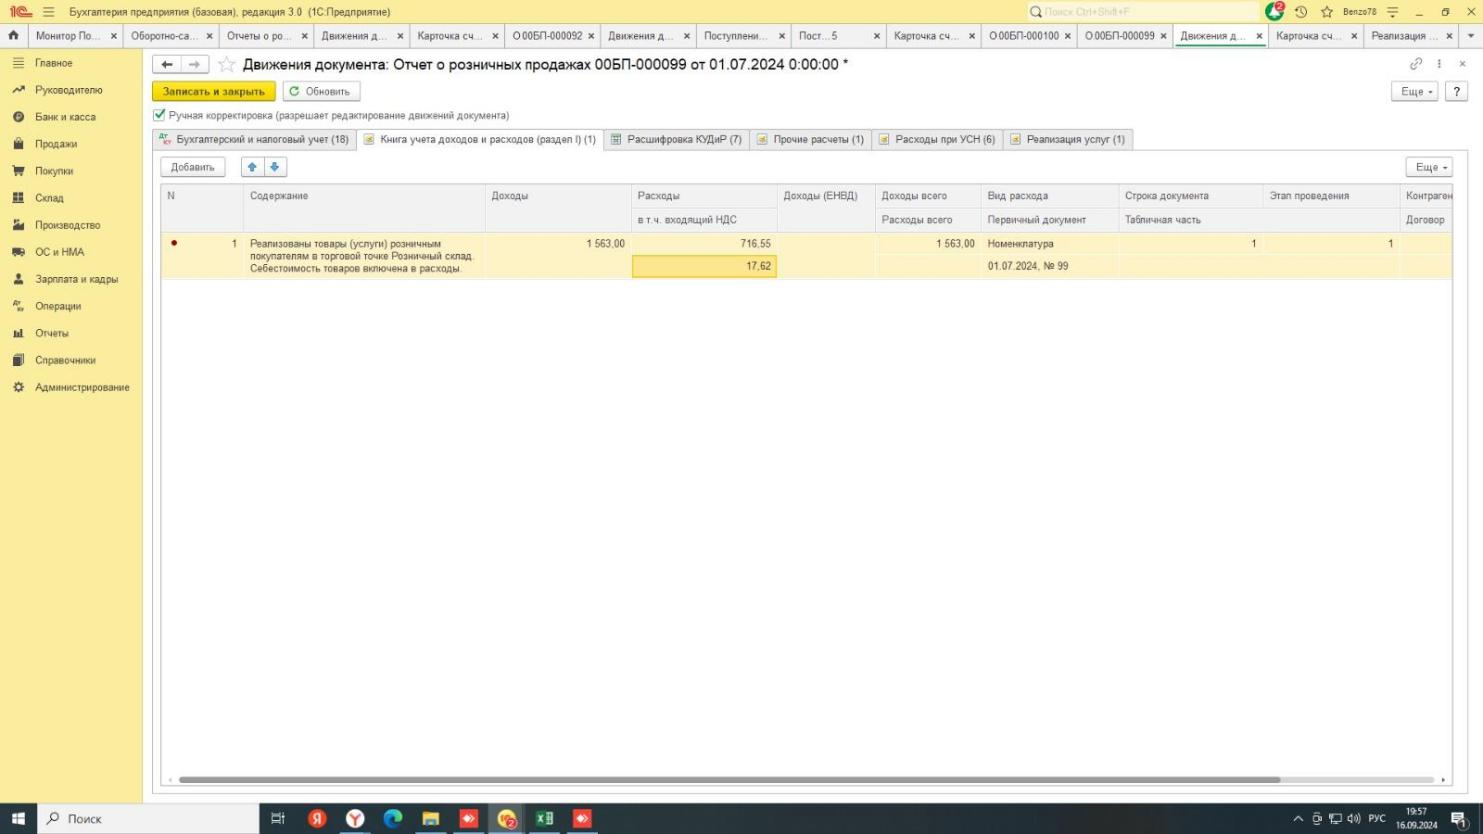 Бухгалтерия предприятия (базовая), редакция 3.0 (1С:Предприятие)
Поиск Ctrl+Shift+F
2
Benzo78
Монитор По...
Оборотно-са...
Отчеты о ро...
Движения д...
Карточка сч...
О 00БП-000092
Движения д...
Поступлени...
Пост...5
Карточка сч...
О 00БП-000100
О 00БП-000099
Движения д...
Карточка сч...
Реализация ...
Главное
Руководителю
Банк и касса
Продажи
Покупки
Склад
Производство
ОС и НМА
Зарплата и кадры
Операции
Отчеты
Справочники
Администрирование
Движения документа: Отчет о розничных продажах 00БП-000099 от 01.07.2024 0:00:00 *
Записать и закрыть
Обновить
Еще
?
Ручная корректировка (разрешает редактирование движений документа)
Бухгалтерский и налоговый учет (18)
Книга учета доходов и расходов (раздел I) (1)
Расшифровка КУДиР (7)
Прочие расчеты (1)
Расходы при УСН (6)
Реализация услуг (1)
Добавить
Еще
N
Содержание
Доходы
Расходы
Доходы (ЕНВД)
Доходы всего
Вид расхода
Строка документа
Этап проведения
Контраген
в т.ч. входящий НДС
Расходы всего
Первичный документ
Табличная часть
Договор
1
Реализованы товары (услуги) розничным
покупателям в торговой точке Розничный склад.
Себестоимость товаров включена в расходы.
1 563,00
716,55
1 563,00
Номенклатура
1
1
17,62
01.07.2024, № 99
Поиск
РУС
19:57
16.09.2024